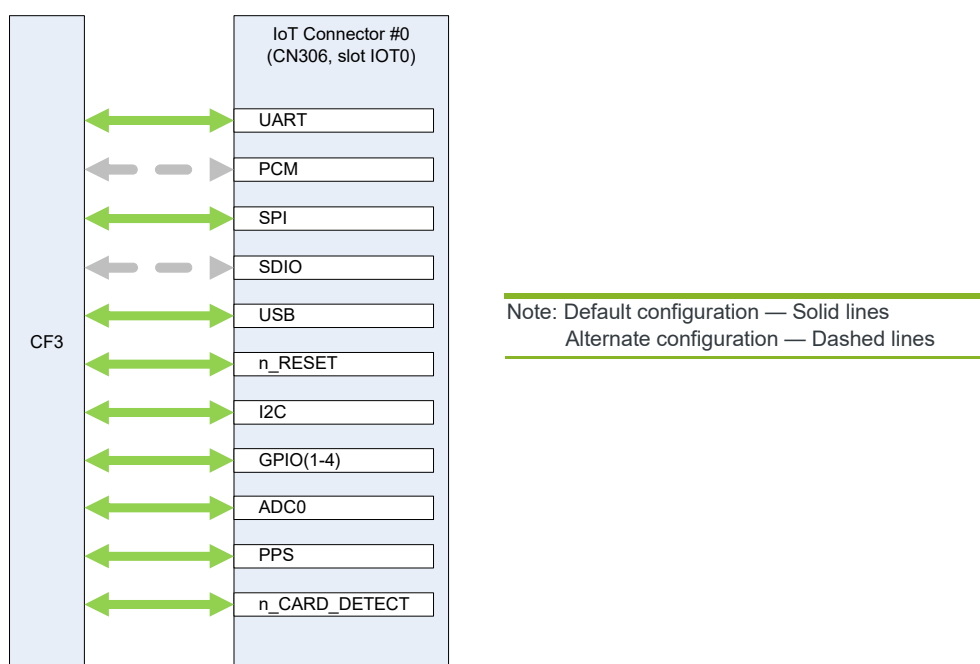 IoT Connector #0
(CN306, slot IOT0)
UART
PCM
SPI
SDIO
USB
n_RESET
I2C
GPIO(1-4)
ADC0
PPS
n_CARD_DETECT
CF3
Note: Default configuration — Solid lines
Alternate configuration — Dashed lines